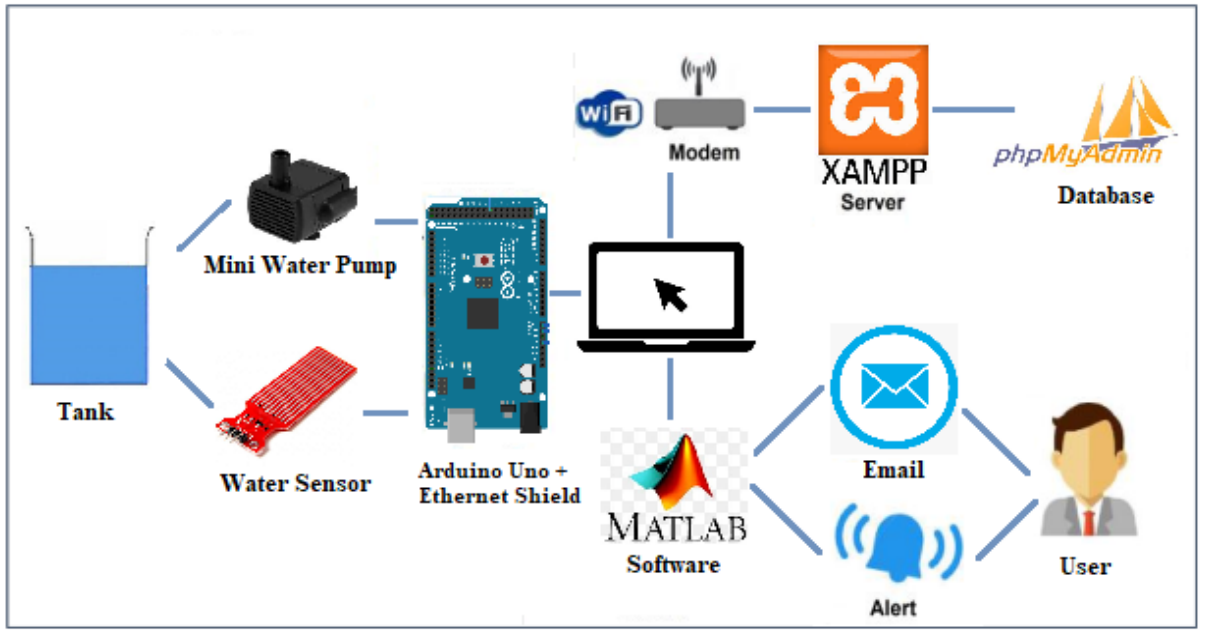 WiFi
Modem
XAMPP
Server
phpMyAdmin
Database
Mini Water Pump
Tank
Water Sensor
Arduino Uno +
Ethernet Shield
MATLAB
Software
Email
Alert
User